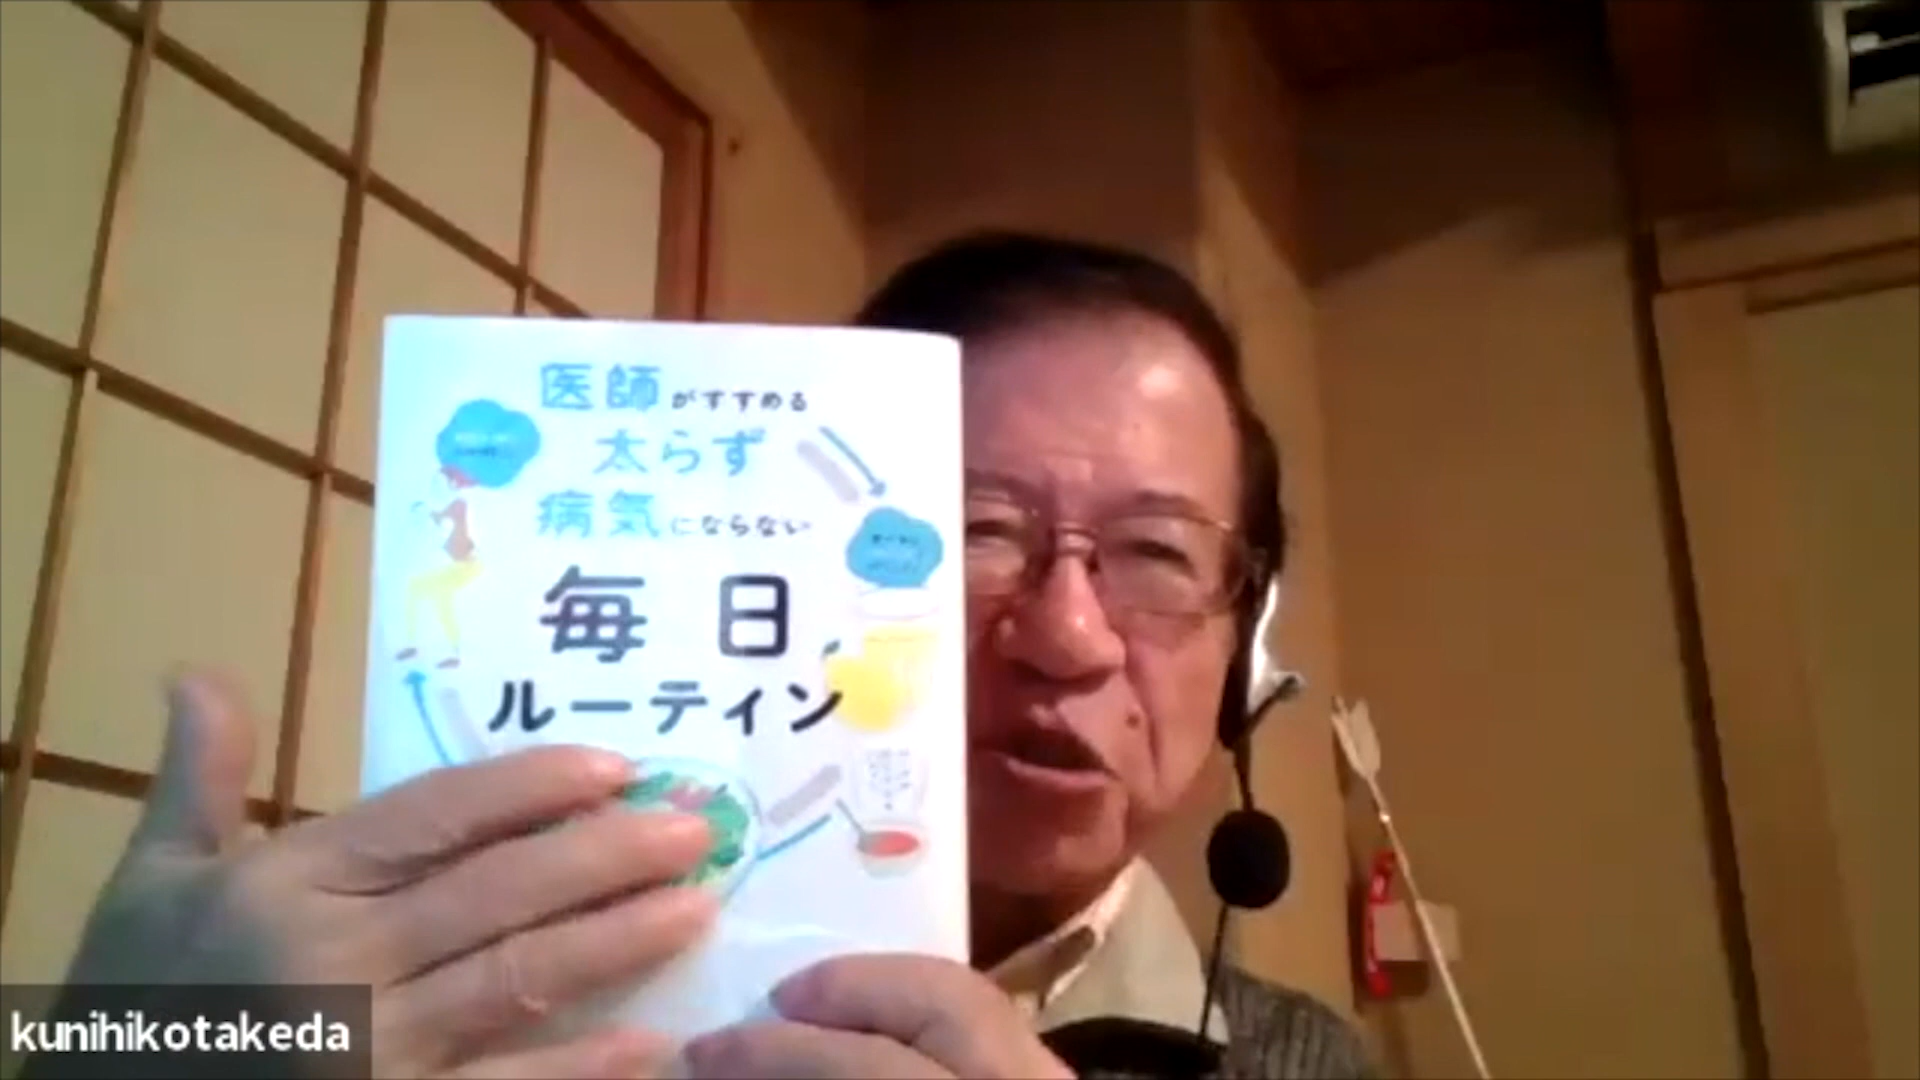 医師がすすめる
太らず
病気にならない
毎日
ルーティン
kunihikotakeda